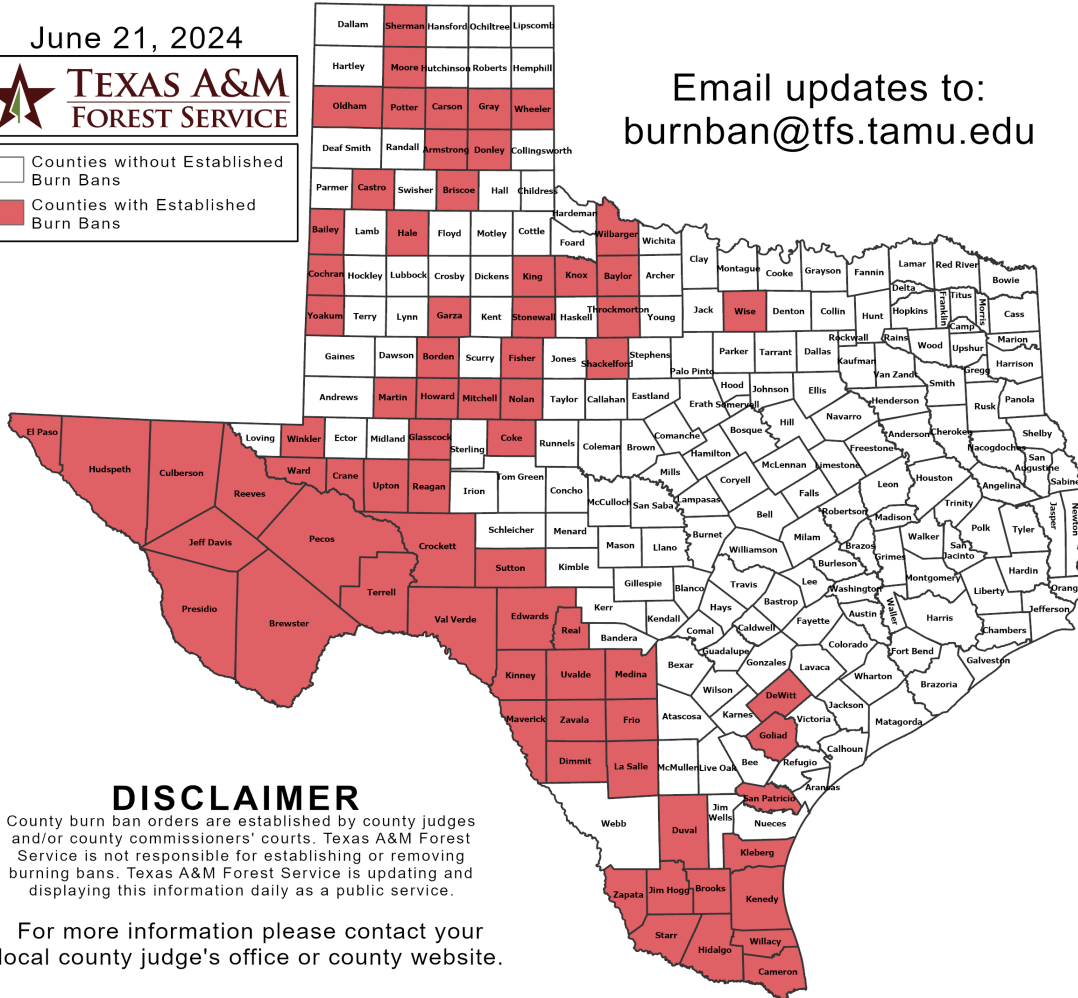 June 21, 2024
TEXAS A&M
FOREST SERVICE
Counties without Established
Burn Bans
Counties with Established
Burn Bans
Email updates to:
burnban@tfs.tamu.edu
Dallam Sherman Hansford Ochiltree Lipscomb
Hartley Moore Hutchinson Roberts Hemphill
Oldham Potter Carson Gray Wheeler
Deaf Smith Randall Armstrong Donley Collingsworth
Parmer Castro Swisher Briscoe Hall Childress
Hardeman
Bailey Lamb Hale Floyd Motley Cottle Foard Wilbarger Wichita
Clay Montague Cooke Grayson Fannin Lamar Red River Bowie
Cochran Hockley Lubbock Crosby Dickens King Knox Baylor Archer
Delta Hopkins Franklin Titus Morris Cass
Yoakum Terry Lynn Garza Kent Stonewall Haskell Throckmorton Young Jack Wise Denton Collin Hunt
Camp
Rockwall Rains Wood Upshur Marion
Gaines Dawson Borden Scurry Fisher Jones Shackelford Stephens Palo Pinto Parker Tarrant Dallas Kaufman Van Zandt Gregg Harrison
Andrews Martin Howard Mitchell Nolan Taylor Callahan Eastland Erath Hood Somervell Johnson Ellis Henderson Smith Rusk Panola
El Paso Hudspeth Culberson Loving Winkler Ector Midland Glasscock Sterling Coke Runnels Coleman Brown Comanche Hamilton Bosque Hill Navarro Freestone Anderson Cherokee Nacogdoches Shelby
San
Augustine
Sabine
Reeves Ward Crane Upton Reagan Irion Tom Green Concho McCulloch San Saba Mills Lampasas Coryell McLennan Limestone Falls Leon Houston Angelina
Trinity Jasper Newton
Jeff Davis Pecos Crockett Schleicher Menard Mason Llano Burnet Bell Williamson Milam Robertson Brazos Madison Grimes Walker
San
Jacinto
Polk Tyler
Presidio Brewster Terrell Sutton Kimble Gillespie Blanco Travis Lee Burleson Washington Montgomery Liberty Hardin
Val Verde Edwards Real Kerr Kendall Bandera Comal Hays Caldwell Bastrop Fayette Austin Waller Harris Chambers Jefferson
Kinney Uvalde Medina Bexar Guadalupe Gonzales Lavaca Colorado Fort Bend Galveston
Wharton Brazoria
Maverick Zavala Frio Atascosa Wilson Karnes DeWitt Victoria Jackson Matagorda
Goliad Calhoun
Dimmit La Salle McMullen Live Oak Bee Refugio Aransas
San Patricio
Webb Duval
Jim
Wells
Nueces
Kleberg
Zapata Jim Hogg Brooks Kenedy
Starr Hidalgo Willacy
Cameron
DISCLAIMER
County burn ban orders are established by county judges
and/or county commissioners' courts. Texas A&M Forest
Service is not responsible for establishing or removing
burning bans. Texas A&M Forest Service is updating and
displaying this information daily as a public service.
For more information please contact your
local county judge's office or county website.